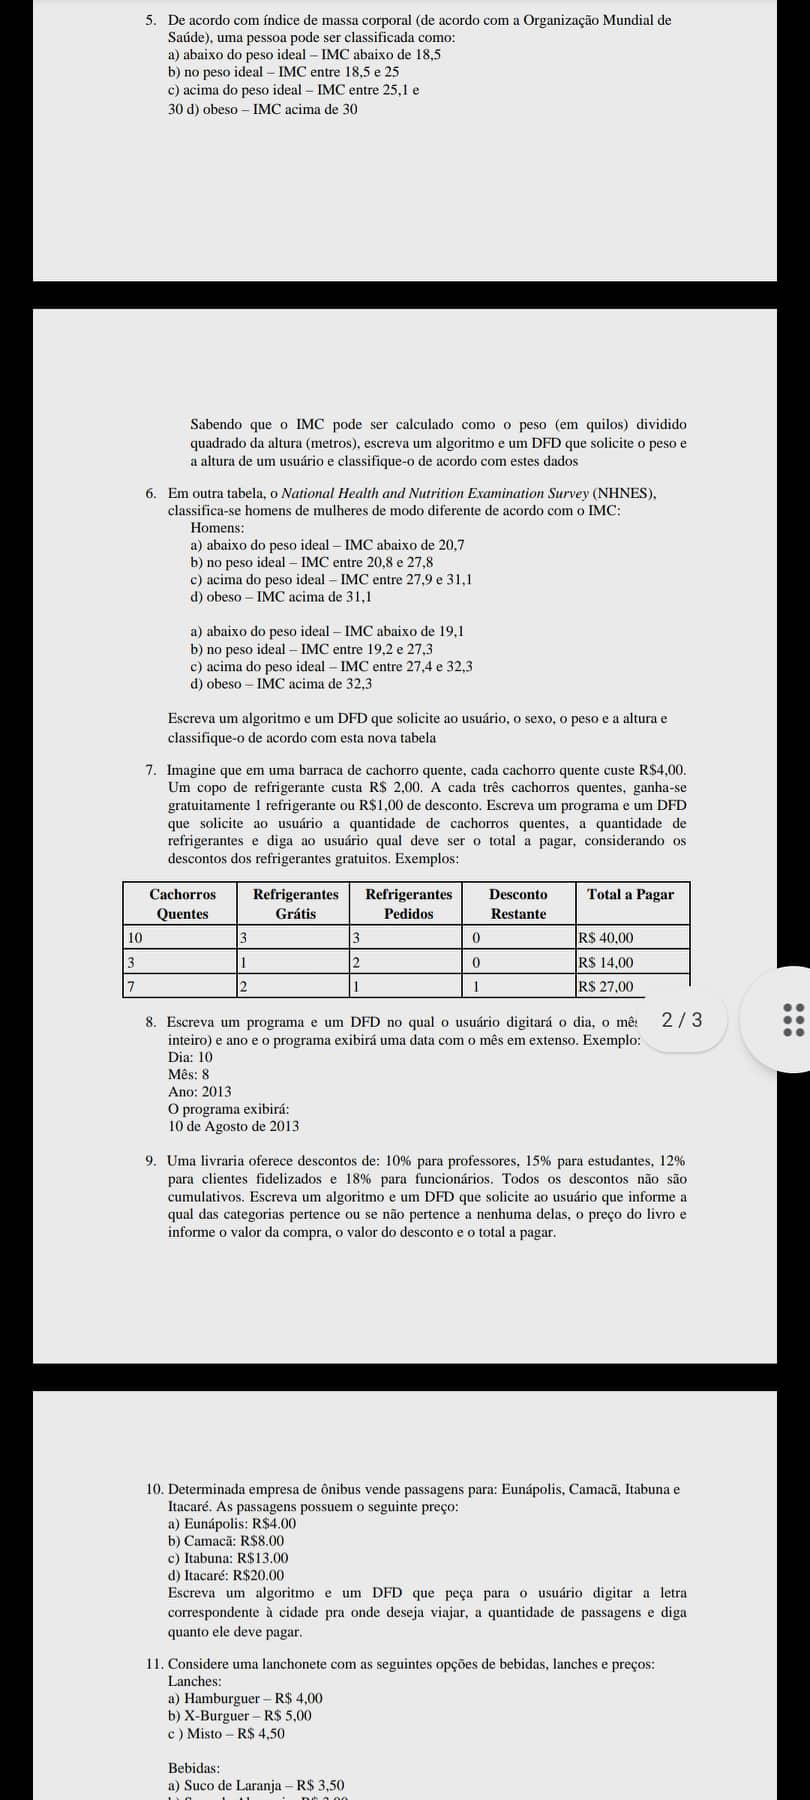 5. De acordo com índice de massa corporal (de acordo com a Organização Mundial de
Saúde), uma pessoa pode ser classificada como:
a) abaixo do peso ideal – IMC abaixo de 18,5
b) no peso ideal – IMC entre 18,5 e 25
c) acima do peso ideal – IMC entre 25,1 e
30 d) obeso – IMC acima de 30
Sabendo que o IMC pode ser calculado como o peso (em quilos) dividido
quadrado da altura (metros), escreva um algoritmo e um DFD que solicite o peso e
a altura de um usuário e classifique-o de acordo com estes dados
6. Em outra tabela, o National Health and Nutrition Examination Survey (NHNES),
classifica-se homens de mulheres de modo diferente de acordo com o IMC:
Homens:
a) abaixo do peso ideal – IMC abaixo de 20,7
b) no peso ideal – IMC entre 20,8 e 27,8
c) acima do peso ideal – IMC entre 27,9 e 31,1
d) obeso – IMC acima de 31,1
a) abaixo do peso ideal – IMC abaixo de 19,1
b) no peso ideal – IMC entre 19,2 e 27,3
c) acima do peso ideal – IMC entre 27,4 e 32,3
d) obeso – IMC acima de 32,3
Escreva um algoritmo e um DFD que solicite ao usuário, o sexo, o peso e a altura e
classifique-o de acordo com esta nova tabela
7. Imagine que em uma barraca de cachorro quente, cada cachorro quente custe R$4,00.
Um copo de refrigerante custa R$ 2,00. A cada três cachorros quentes, ganha-se
gratuitamente 1 refrigerante ou R$1,00 de desconto. Escreva um programa e um DFD
que solicite ao usuário a quantidade de cachorros quentes, a quantidade de
refrigerantes e diga ao usuário qual deve ser o total a pagar, considerando os
descontos dos refrigerantes gratuitos. Exemplos:
Cachorros Quentes Refrigerantes Grátis Refrigerantes Pedidos Desconto Restante Total a Pagar
10 3 3 0 R$ 40,00
3 1 2 0 R$ 14,00
7 2 1 1 R$ 27,00
8. Escreva um programa e um DFD no qual o usuário digitará o dia, o
2 / 3
inteiro) e ano e o programa exibirá uma data com o mês em extenso. Exemplo:
Dia: 10
Mês: 8
Ano: 2013
O programa exibirá:
10 de Agosto de 2013
9. Uma livraria oferece descontos de: 10% para professores, 15% para estudantes, 12%
para clientes fidelizados e 18% para funcionários. Todos os descontos não são
cumulativos. Escreva um algoritmo e um DFD que solicite ao usuário que informe a
qual das categorias pertence ou se não pertence a nenhuma delas, o preço do livro e
informe o valor da compra, o valor do desconto e o total a pagar.
10. Determinada empresa de ônibus vende passagens para: Eunápolis, Camacã, Itabuna e
Itacaré. As passagens possuem o seguinte preço:
a) Eunápolis: R$4.00
b) Camacã: R$8.00
c) Itabuna: R$13.00
d) Itacaré: R$20.00
Escreva um algoritmo e um DFD que peça para o usuário digitar a letra
correspondente à cidade pra onde deseja viajar, a quantidade de passagens e diga
quanto ele deve pagar.
11. Considere uma lanchonete com as seguintes opções de bebidas, lanches e preços:
Lanches:
a) Hamburguer – R$ 4,00
b) X-Burguer – R$ 5,00
c ) Misto – R$ 4,50
Bebidas:
a) Suco de Laranja – R$ 3,50